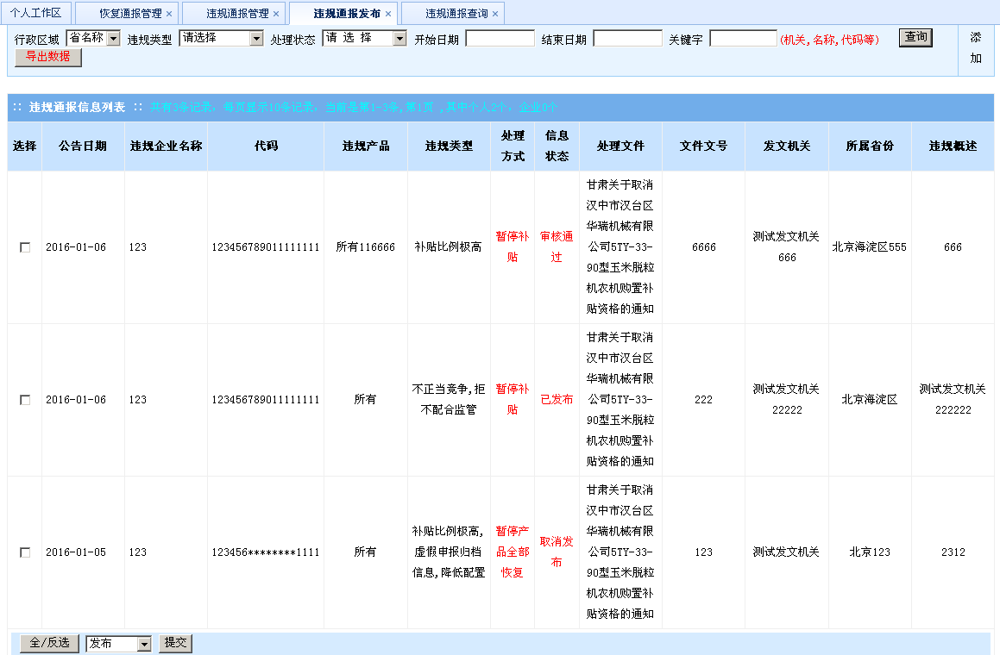 个人工作区 恢复通报管理 × 违规通报管理 × 违规通报发布 × 违规通报查询 ×
行政区域 省名称 违规类型 请选择 处理状态 请 选 择 开始日期 结束日期 关键字 (机关,名称,代码等) 查询 添
导出数据 加
:: 违规通报信息列表 :: 共有3条记录, 每页显示10条记录, 当前是第1-3条,第1页 ,其中个人2个, 企业0个
选择 公告日期 违规企业名称 代码 违规产品 违规类型 处理 信息 处理文件 文件文号 发文机关 所属省份 违规概述
方式 状态
甘肃关于取消
汉中市汉台区
华瑞机械有限
2016-01-06 123 123456789011111111 所有116666 补贴比例极高 暂停补 审核通 公司5TY-33- 6666 测试发文机关 北京海淀区555 666
贴 过 666
90型玉米脱粒
机农机购置补
贴资格的通知
甘肃关于取消
汉中市汉台区
华瑞机械有限
2016-01-06 123 123456789011111111 所有 不正当竞争,拒 暂停补 已发布 公司5TY-33- 222 测试发文机关 北京海淀区 测试发文机关
不配合监管 贴 22222 222222
90型玉米脱粒
机农机购置补
贴资格的通知
甘肃关于取消
汉中市汉台区
补贴比例极高, 暂停产 华瑞机械有限
2016-01-05 123 123456********1111 所有 虚假申报归档 品全部 取消发 公司5TY-33- 123 测试发文机关 北京123 2312
信息,降低配置 恢复 布 90型玉米脱粒
机农机购置补
贴资格的通知
全/反选 发布 提交